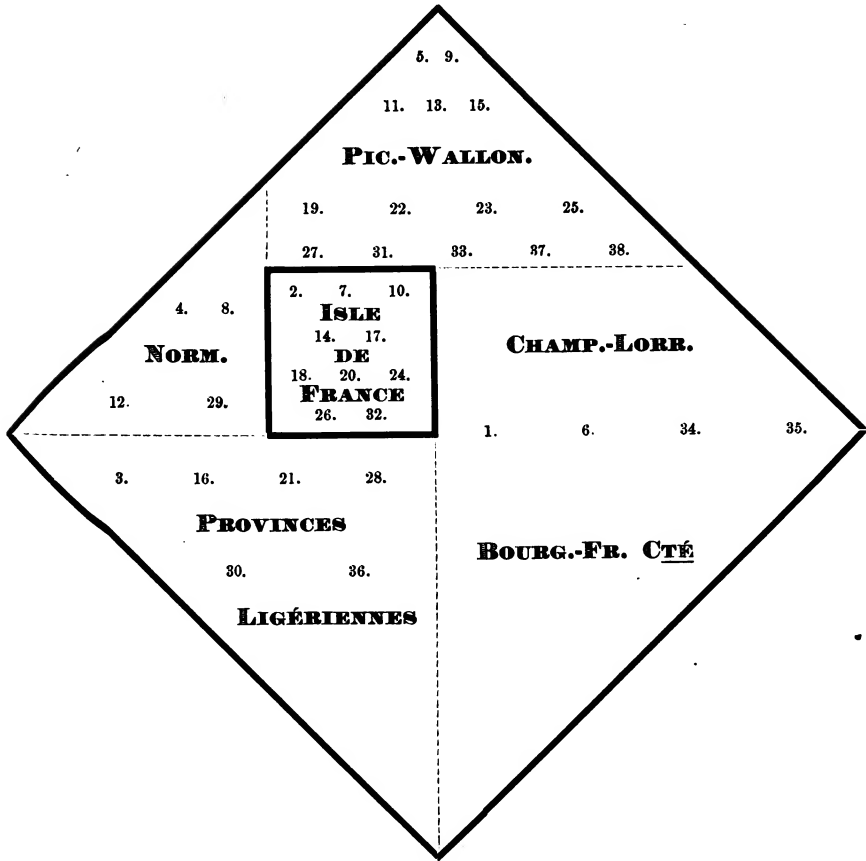 5. 9.
11. 13. 15.
PIC.-WALLON.
19. 22. 23. 25.
27. 31. 33. 37. 38.
2. 7. 10.
ISLE
14. 17.
DE
18. 20. 24.
FRANCE
26. 32.
4. 8.
NORM.
12. 29.
CHAMP.-LORR.
1. 6. 34. 35.
BOURG.-FR. CTÉ
3. 16. 21. 28.
PROVINCES
30. 36.
LIGÉRIENNES